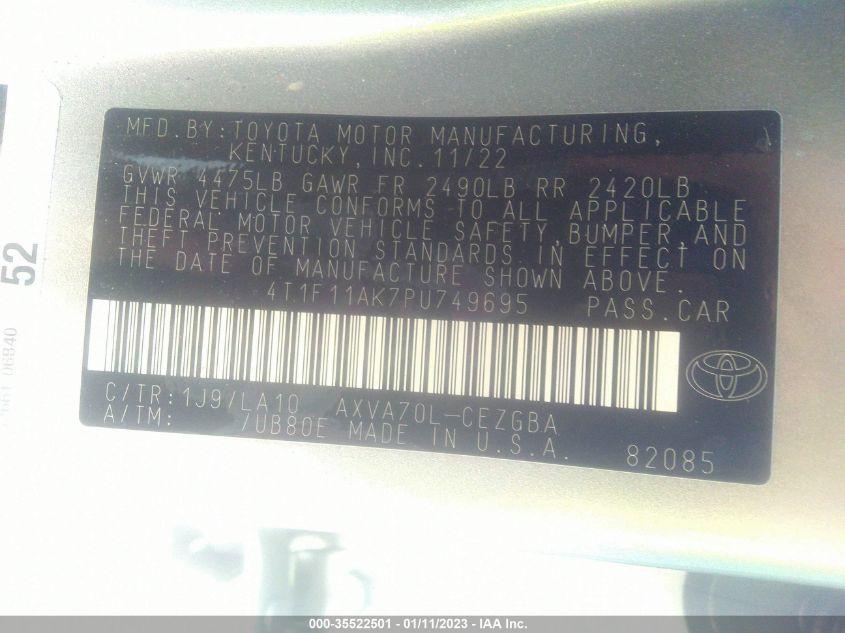 MFD.BY:TOYOTA MOTOR MANUFACTURING,
KENTUCKY, INC. 11/22
GVWR 4475LB GAWR FR 2490LB RR 2420LB
THIS VEHICLE CONFORMS TO ALL APPLICABLE
FEDERAL MOTOR VEHICLE SAFETY, BUMPER, AND
THEFT PREVENTION STANDARDS IN EFFECT ON
THE DATE OF MANUFACTURE SHOWN ABOVE.
4T1F11AK7PU749695 PASS.CAR
C/TR:1J9/LA10 AXVA70L-CEZGBA
A/TM: /UB80E MADE IN U.S.A.
82085
52
06B40
000-35522501 - 01/11/2023 - IAA Inc.